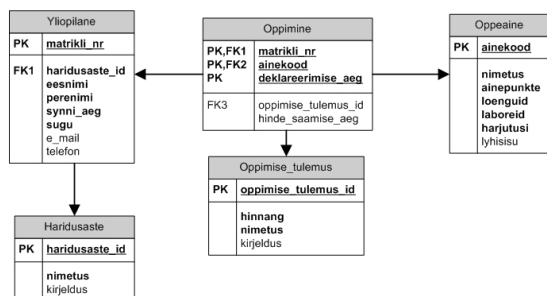 Yliopilane
PK matrikli_nr
FK1 haridusaste_id
eesnimi
perenimi
synni_aeg
sugu
e_mail
telefon
Oppimine
PK,FK1 matrikli_nr
PK,FK2 ainekood
PK deklareerimise_aeg
FK3 oppimise_tulemus_id
hinde_saamise_aeg
Oppeaine
PK ainekood
nimetus
ainepunkte
loenguid
laboreid
harjutusi
lyhisisu
Oppimise_tulemus
PK oppimise_tulemus_id
hinnang
nimetus
kirjeldus
Haridusaste
PK haridusaste_id
nimetus
kirjeldus